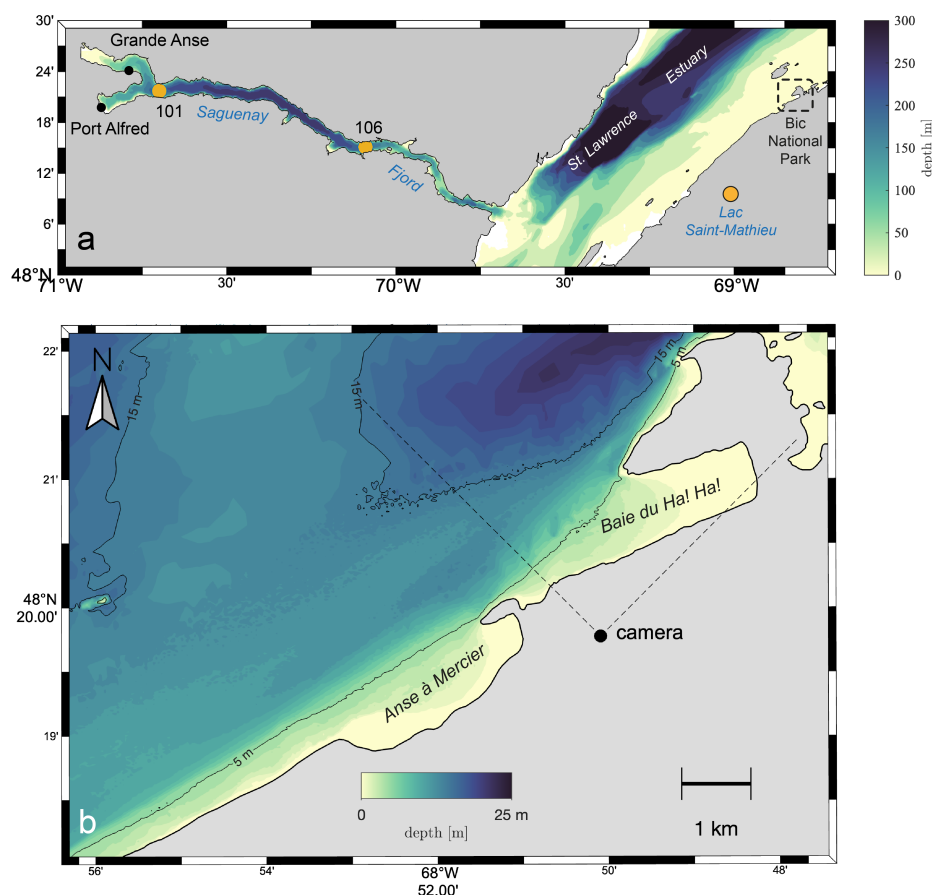 30'
24'
18'
12'
6'
48°N
71°W
30'
70°W
30'
69°W
Grande Anse
Port Alfred
101
106
Saguenay
Fjord
St. Lawrence
Estuary
Bic
National
Park
Lac
Saint-Mathieu
a
300
250
200
150
100
50
0
depth [m]
22'
21'
48°N
20.00'
19'
N
15 m
15 m
15 m
5 m
Baie du Ha! Ha!
camera
Anse à Mercier
5 m
0
25 m
depth [m]
1 km
b
56'
54'
68°W
52.00'
50'
48'